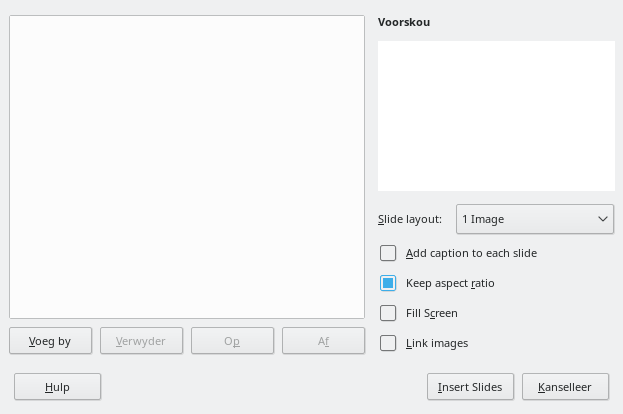 Voorskou
Slide layout:
1 Image
Add caption to each slide
Keep aspect ratio
Fill Screen
Link images
Voeg by
Verwyder
Op
Af
Hulp
Insert Slides
Kanselleer